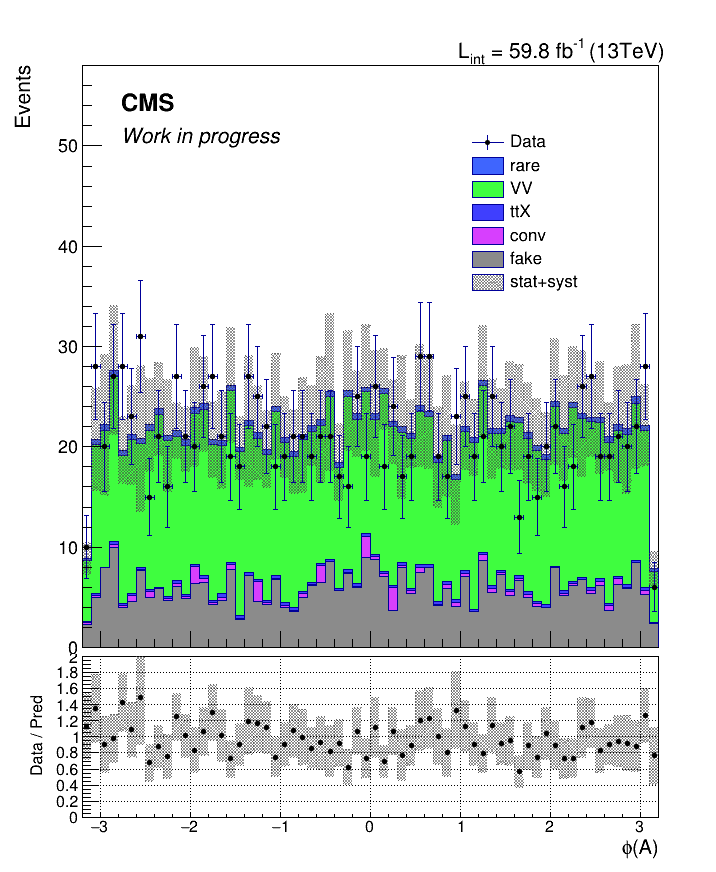 L_int = 59.8 fb⁻¹ (13TeV)
Events
CMS
Work in progress
Data
rare
VV
ttX
conv
fake
stat+syst
50
40
30
20
10
0
Data / Pred
2
1.8
1.6
1.4
1.2
1
0.8
0.6
0.4
0.2
0
−3 −2 −1 0 1 2 3
ϕ(A)